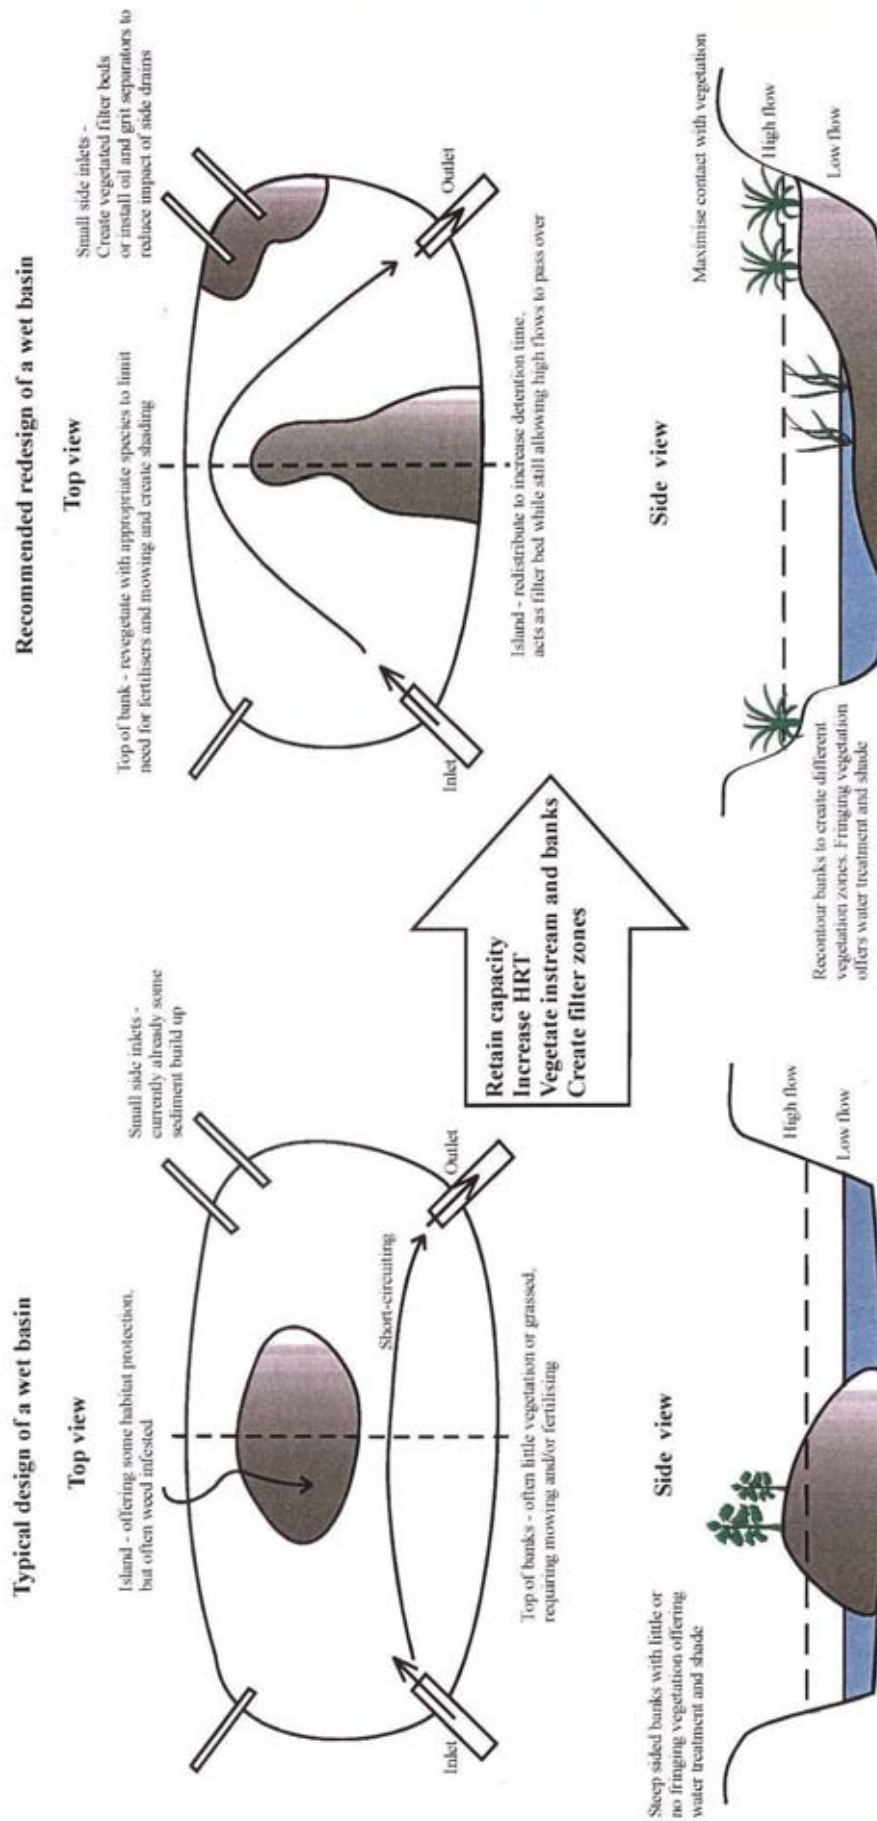 Typical design of a wet basin
Top view
Island - offering some habitat protection,
but often weed infested
Small side inlets -
currently already some
sediment build up
Short-circuiting
Inlet
Outlet
Top of banks - often little vegetation or grassed,
requiring mowing and/or fertilising
Side view
Steep sided banks with little or
no fringing vegetation offering
water treatment and shade
High flow
Low flow
Retain capacity
Increase HRT
Vegetate instream and banks
Create filter zones
Recommended redesign of a wet basin
Top view
Top of bank - revegetate with appropriate species to limit
need for fertilisers and mowing and create shading
Small side inlets -
Create vegetated filter beds
or install oil and grit separators to
reduce impact of side drains
Inlet
Outlet
Island - redistribute to increase detention time,
acts as filter bed while still allowing high flows to pass over
Side view
Maximise contact with vegetation
High flow
Low flow
Recontour banks to create different
vegetation zones. Fringing vegetation
offers water treatment and shade